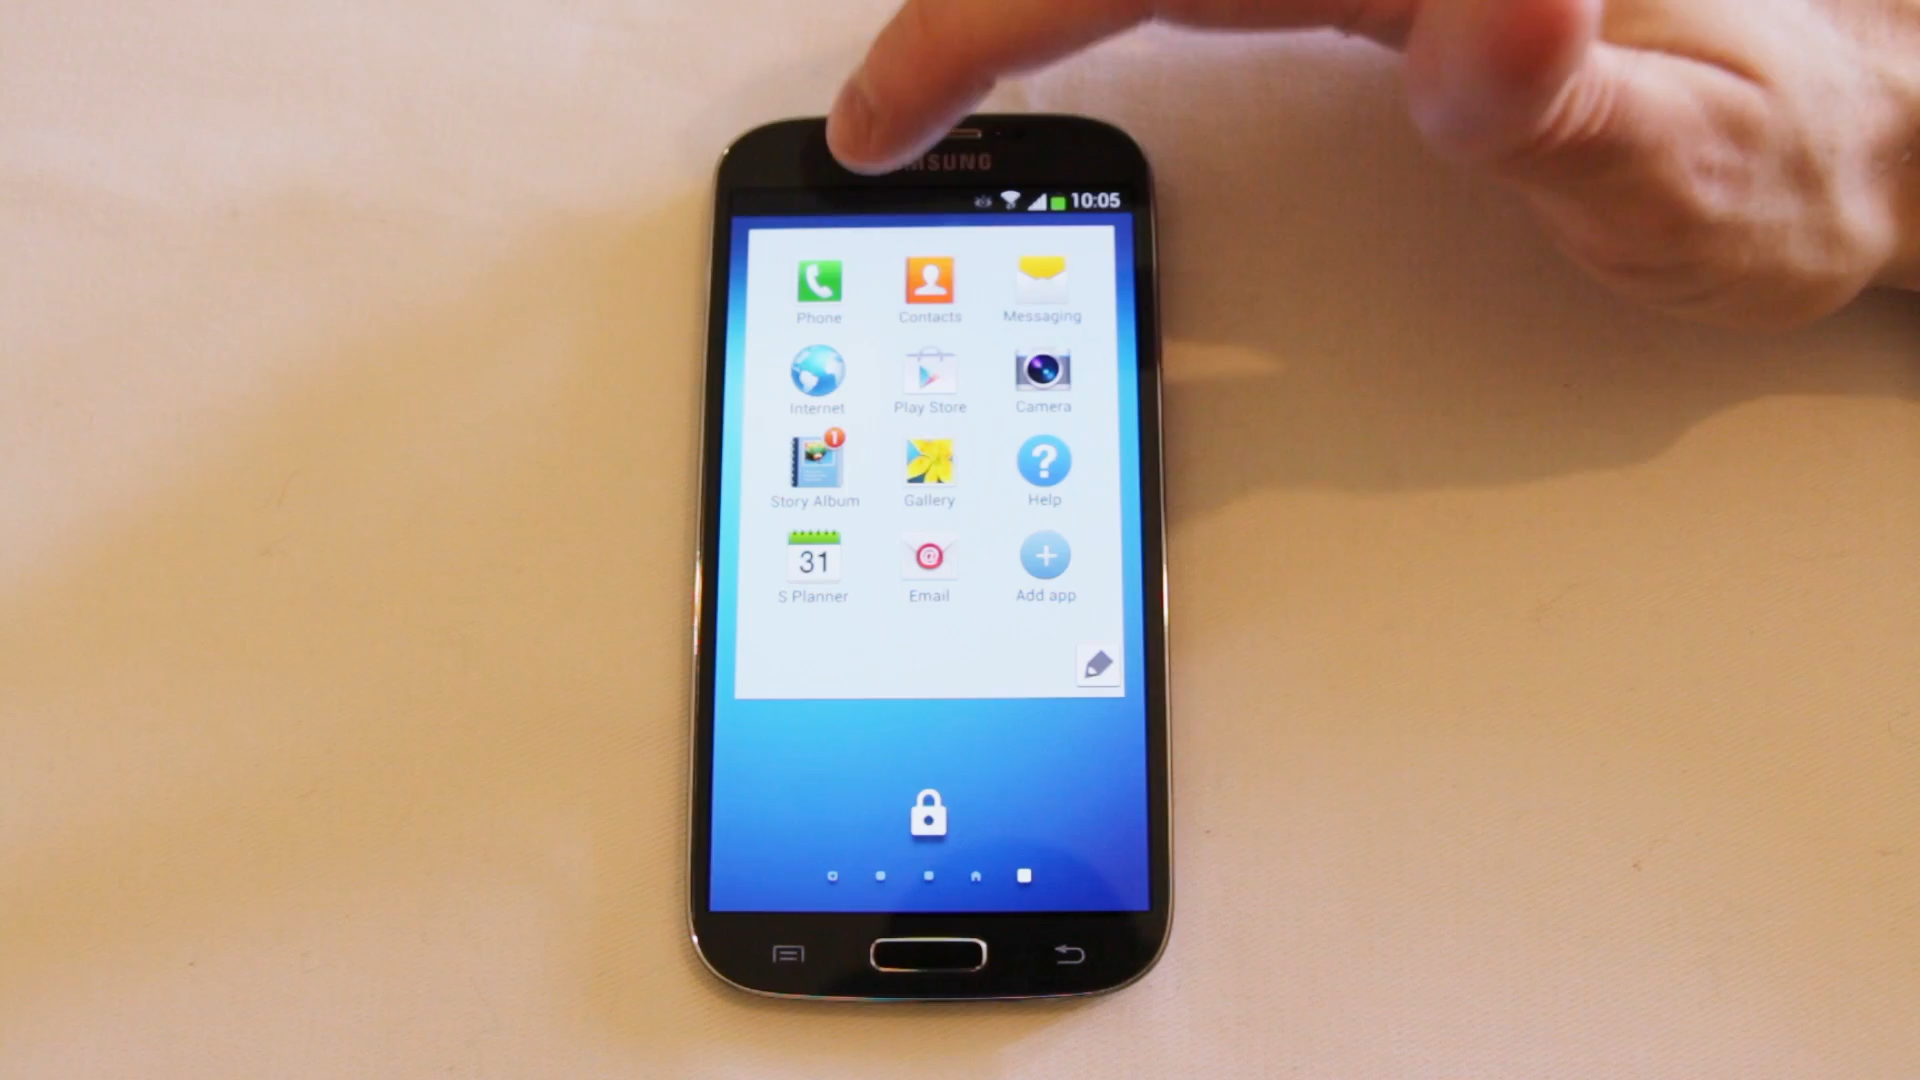 MSUNG
10:05
Phone Contacts Messaging
Internet Play Store Camera
1
Story Album Gallery ? Help
31 @ +
S Planner Email Add app